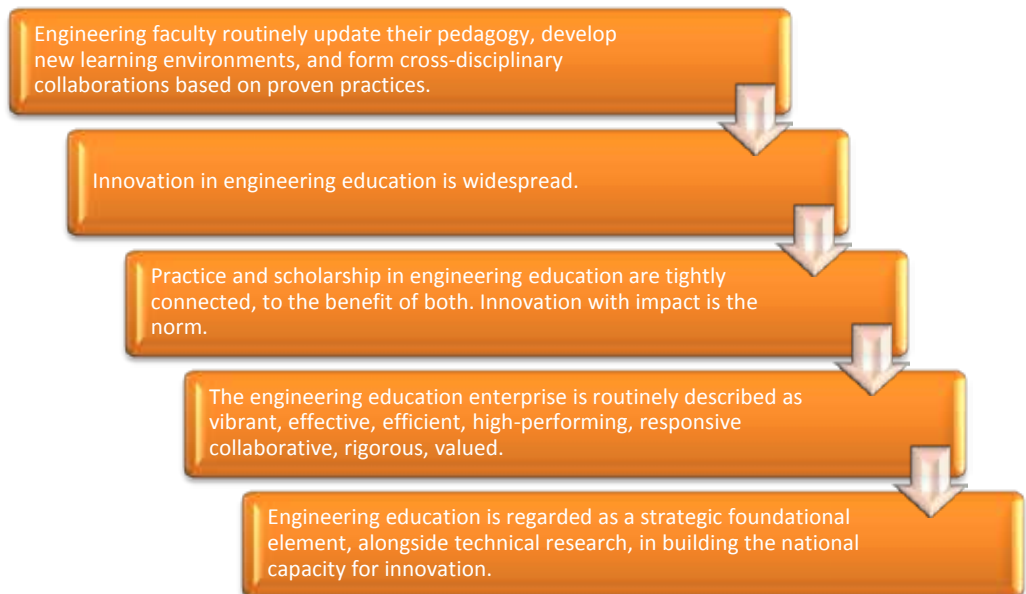 Engineering faculty routinely update their pedagogy, develop
new learning environments, and form cross-disciplinary
collaborations based on proven practices.
Innovation in engineering education is widespread.
Practice and scholarship in engineering education are tightly
connected, to the benefit of both. Innovation with impact is the
norm.
The engineering education enterprise is routinely described as
vibrant, effective, efficient, high-performing, responsive
collaborative, rigorous, valued.
Engineering education is regarded as a strategic foundational
element, alongside technical research, in building the national
capacity for innovation.